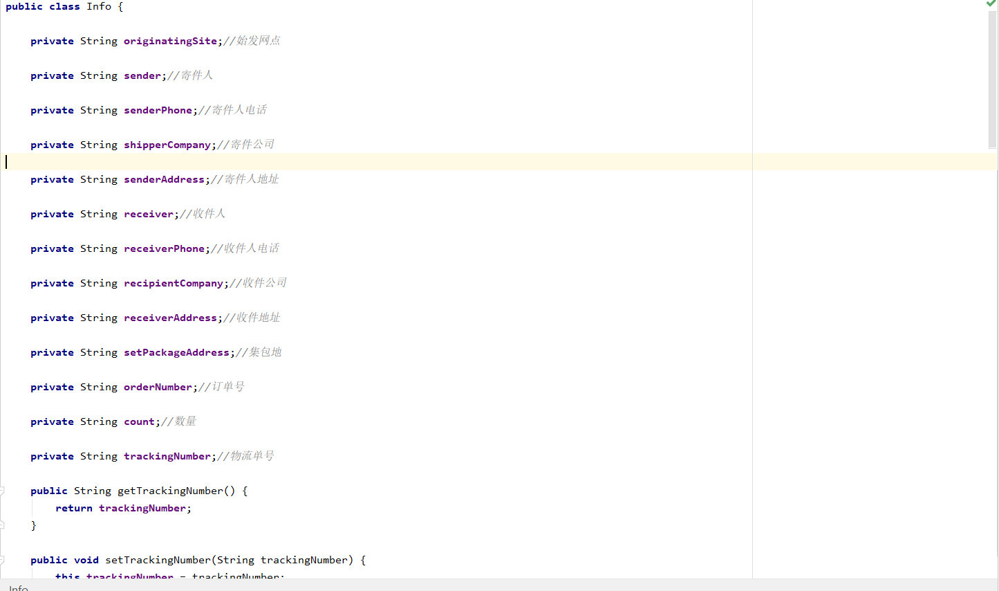 public class Info {
private String originatingSite;//始发网点
private String sender;//寄件人
private String senderPhone;//寄件人电话
private String shipperCompany;//寄件公司
private String senderAddress;//寄件人地址
private String receiver;//收件人
private String receiverPhone;//收件人电话
private String recipientCompany;//收件公司
private String receiverAddress;//收件地址
private String setPackageAddress;//集包地
private String orderNumber;//订单号
private String count;//数量
private String trackingNumber;//物流单号
public String getTrackingNumber() {
return trackingNumber;
}
public void setTrackingNumber(String trackingNumber) {
this.trackingNumber = trackingNumber;
Info